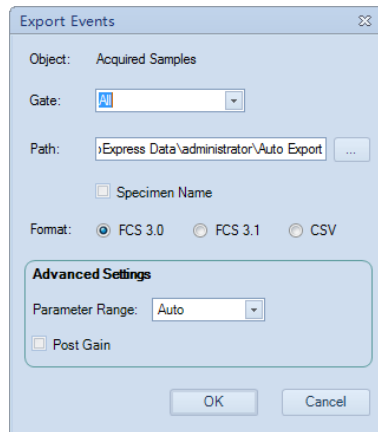 Export Events
Object: Acquired Samples
Gate: All
Path: Express Data\administrator\Auto Export ...
Specimen Name
Format: FCS 3.0 FCS 3.1 CSV
Advanced Settings
Parameter Range: Auto
Post Gain
OK Cancel